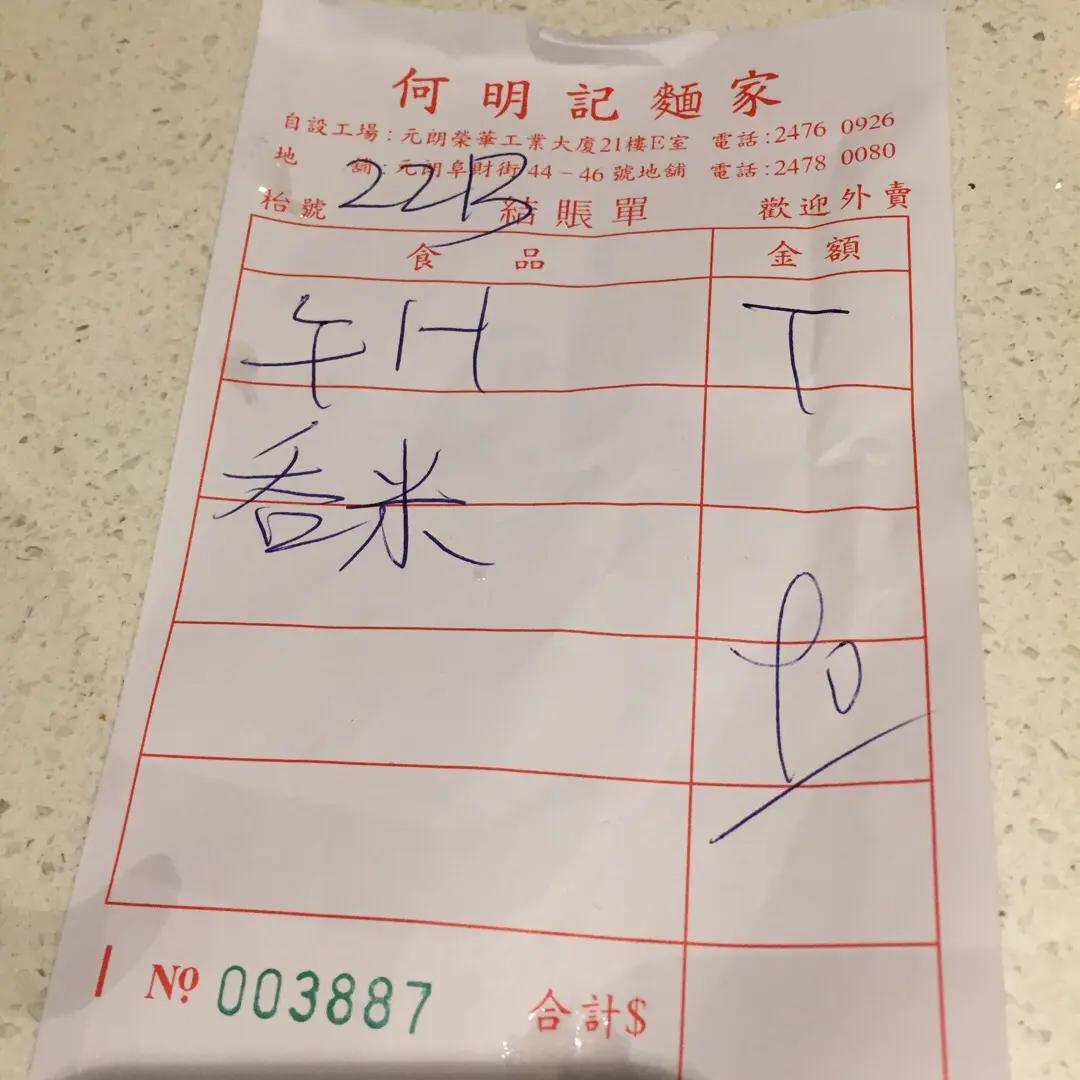 何明記麵家
自設工場:元朗榮華工業大廈21樓E室 電話:2476 0926
地 舖:元朗阜財街44-46號地舖 電話:2478 0080
枱號 22B 結賬單 歡迎外賣
食品 金額
午H T
呑米
No 003887 合計$